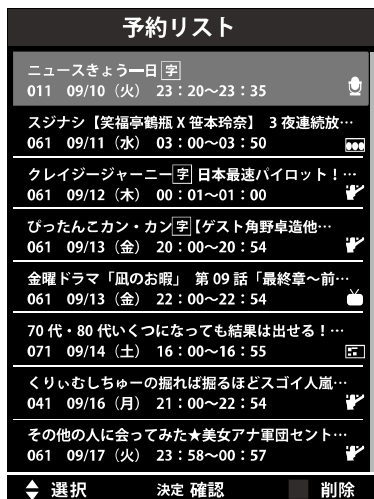 予約リスト
ニュースきょう一日字
011 09/10（火）23：20～23：35
スジナシ【笑福亭鶴瓶 X 笹本玲奈】 3 夜連続放…
061 09/11（水）03：00～03：50
クレイジージャーニー字 日本最速パイロット！…
061 09/12（木）00：01～01：00
ぴったんこカン・カン字【ゲスト角野卓造他…
061 09/13（金）20：00～20：54
金曜ドラマ「凪のお暇」 第 09 話「最終章～前…
061 09/13（金）22：00～22：54
70 代・80 代いくつになっても結果は出せる！…
071 09/14（土）16：00～16：55
くりぃむしちゅーの掘れば掘るほどスゴイ人嵐…
041 09/16（月）21：00～22：54
その他の人に会ってみた★美女アナ軍団セント…
061 09/17（火）23：58～00：57
選択 決定 確認 削除